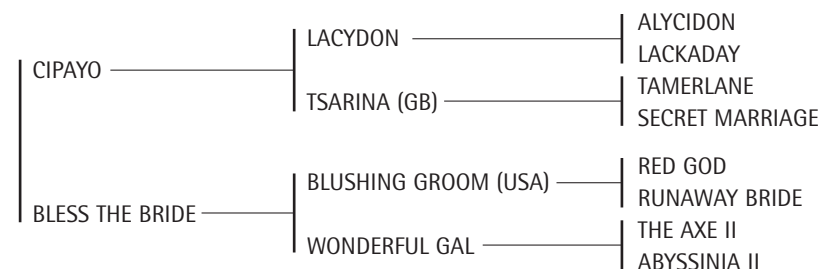 ALYCIDON
LACYDON
LACKADAY
CIPAYO
TAMERLANE
TSARINA (GB)
SECRET MARRIAGE
RED GOD
BLUSHING GROOM (USA)
RUNAWAY BRIDE
BLESS THE BRIDE
THE AXE II
WONDERFUL GAL
ABYSSINIA II